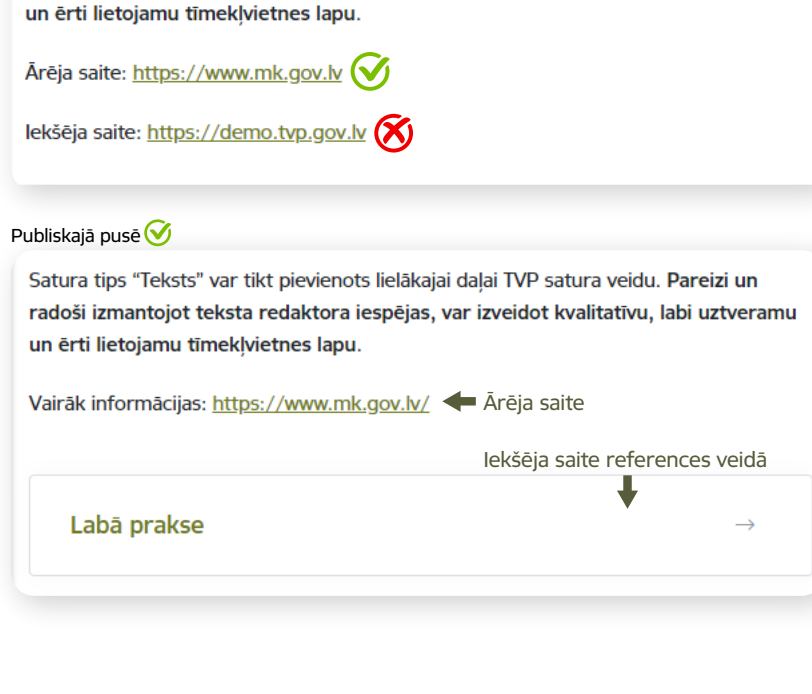 un ērti lietojamu tīmekļvietnes lapu.
Ārēja saite: https://www.mk.gov.lv
Iekšēja saite: https://demo.tvp.gov.lv
Publiskajā pusē
Satura tips “Teksts” var tikt pievienots lielākajai daļai TVP satura veidu. Pareizi un
radoši izmantojot teksta redaktora iespējas, var izveidot kvalitatīvu, labi uztveramu
un ērti lietojamu tīmekļvietnes lapu.
Vairāk informācijas: https://www.mk.gov.lv/ Ārēja saite
Iekšēja saite references veidā
Labā prakse →